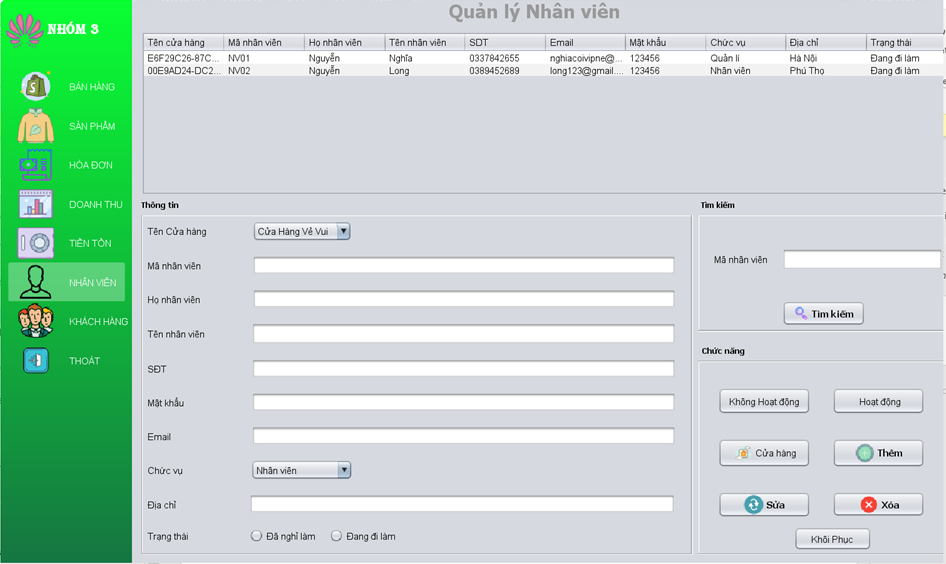 Quản lý Nhân viên
NHÓM 3
BÁN HÀNG
SẢN PHẨM
HÓA ĐƠN
DOANH THU
TIỀN TỒN
NHÂN VIÊN
KHÁCH HÀNG
THOÁT
Tên cửa hàng Mã nhân viên Họ nhân viên Tên nhân viên SDT Email Mật khẩu Chức vụ Địa chỉ Trạng thái
E6F29C26-87C... NV01 Nguyễn Nghĩa 0337842655 nghiacoivipne@... 123456 Quản lí Hà Nội Đang đi làm
00E9AD24-DC2... NV02 Nguyễn Long 0389452689 long123@gmail.... 123456 Nhân viên Phú Thọ Đang đi làm
Thông tin
Tên Cửa hàng Cửa Hàng Vẻ Vui
Mã nhân viên
Họ nhân viên
Tên nhân viên
SĐT
Mật khẩu
Email
Chức vụ Nhân viên
Địa chỉ
Trạng thái Đã nghỉ làm Đang đi làm
Tìm kiếm
Mã nhân viên
Tìm kiếm
Chức năng
Không Hoạt động Hoạt động
Cửa hàng Thêm
Sửa Xóa
Khôi Phục